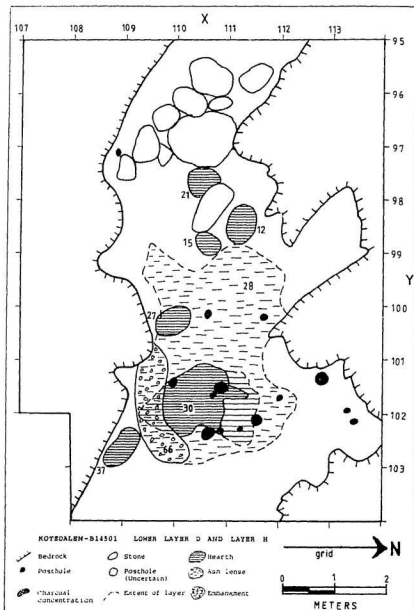 X
107 108 109 110 111 112 113
95
96
97
98
99
Y
100
101
102
103
21
12
15
28
27
30
66
37
KOTEDALEN-B14501 LOWER LAYER D AND LAYER H
Bedrock Stone Hearth
Posthole Posthole (Uncertain) Ash lense
Charcoal concentration Extent of layer Embankment
grid N
0 1 2
METERS